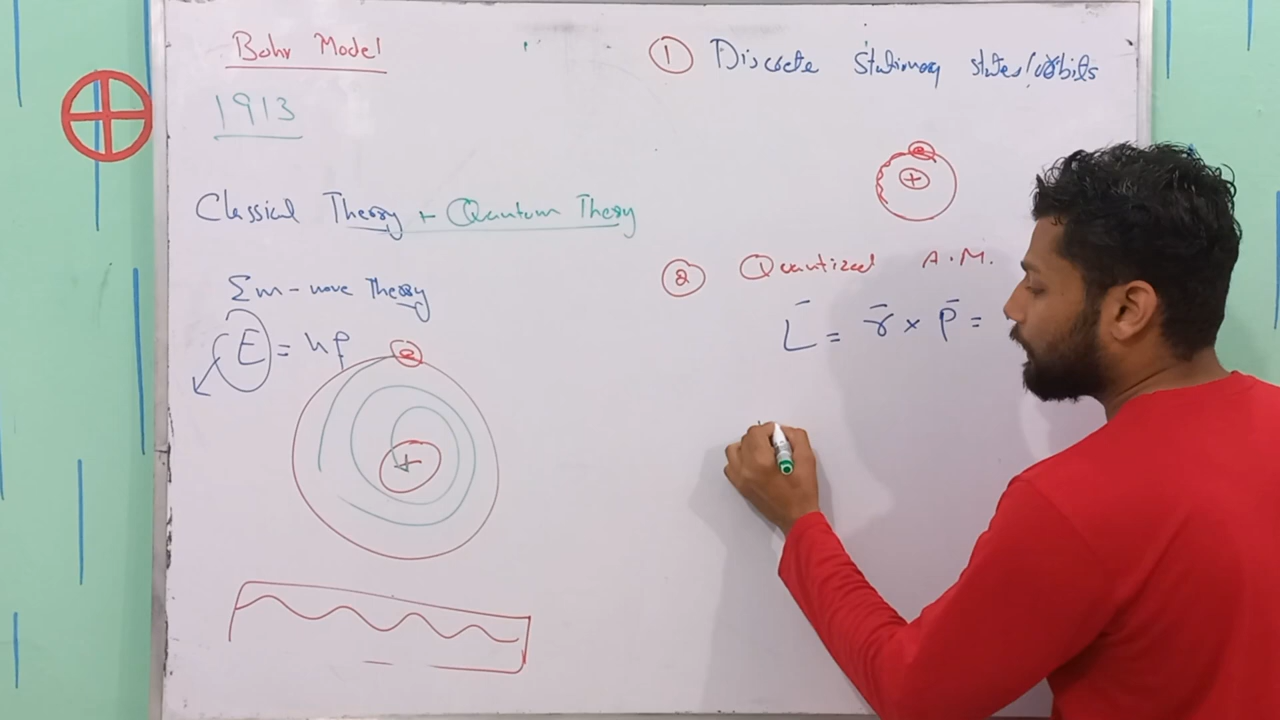 Bohr Model
1913
Classical Theory + Quantum Theory
Em-wave Theory
E = hf
e
+
① Discrete stationary states/orbits
e
+
② Quantized A.M.
L̄ = r̄ × p̄ =